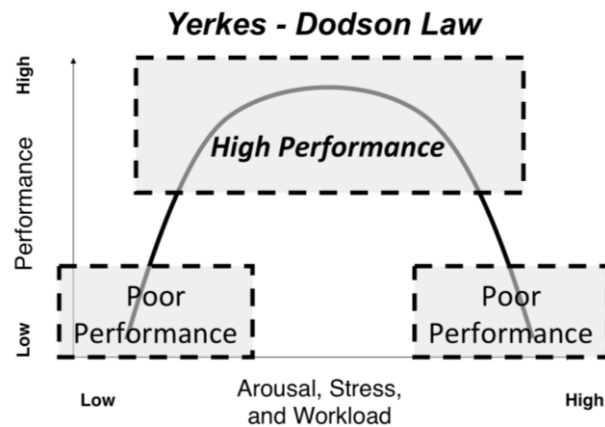 Yerkes - Dodson Law
High
High Performance
Performance
Poor
Performance
Poor
Performance
Low
Low
Arousal, Stress,
and Workload
High